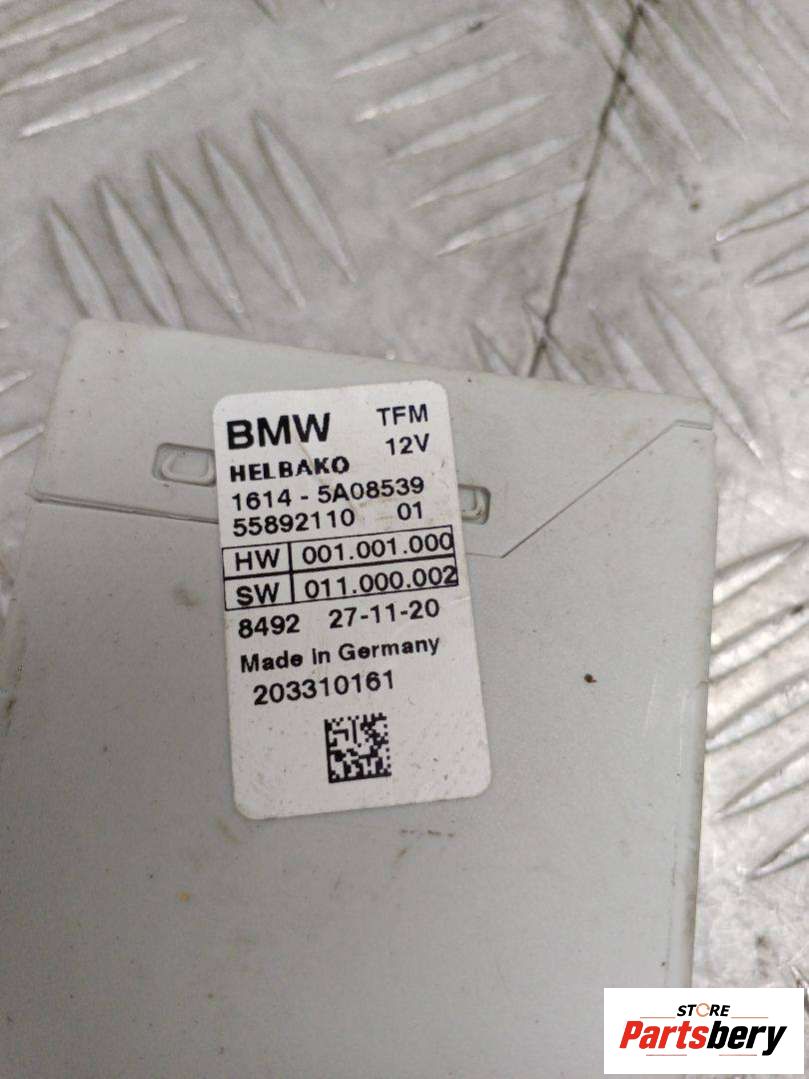 BMW TFM
HELBAKO 12V
1614 - 5A08539
55892110 01
HW 001.001.000
SW 011.000.002
8492 27-11-20
Made in Germany
203310161
STORE
Partsbery